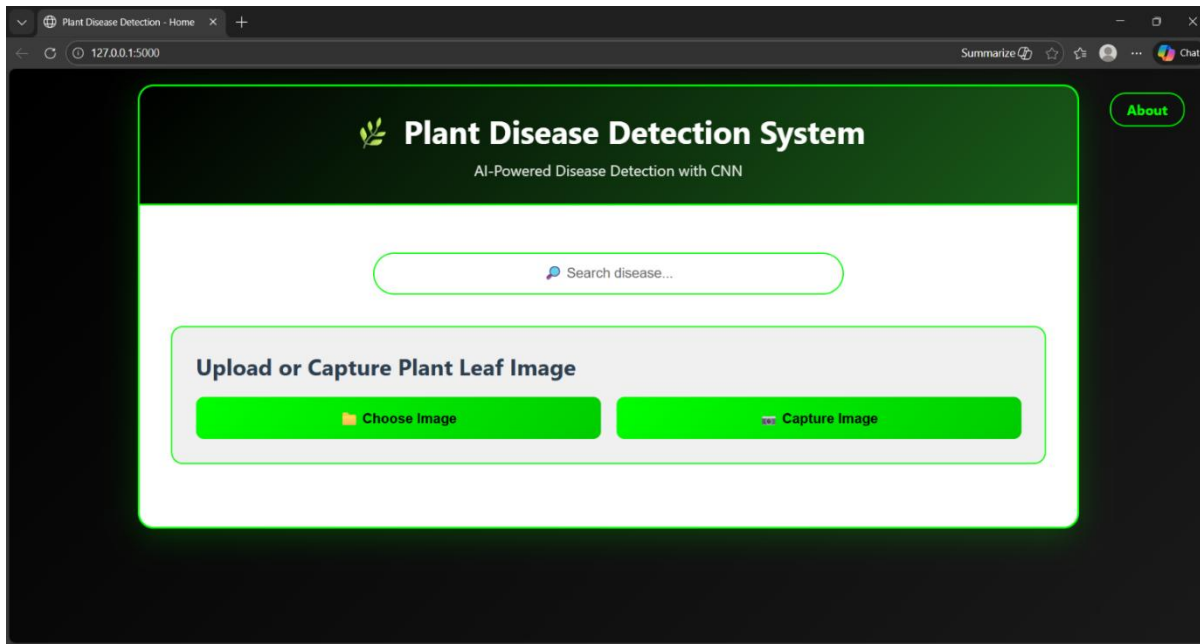 Plant Disease Detection - Home
127.0.0.1:5000
Summarize
Chat
About
Plant Disease Detection System
AI-Powered Disease Detection with CNN
Search disease...
Upload or Capture Plant Leaf Image
Choose Image
Capture Image